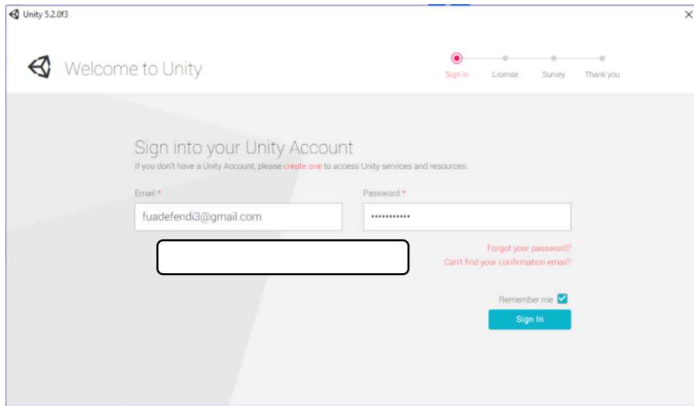 Unity 5.2.0f3
Welcome to Unity
Sign in License Survey Thank you
Sign into your Unity Account
If you don't have a Unity Account, please create one to access Unity services and resources.
Email * Password *
fuadefendi3@gmail.com •••••••••••
Forgot your password?
Can't find your confirmation email?
Remember me
Sign In